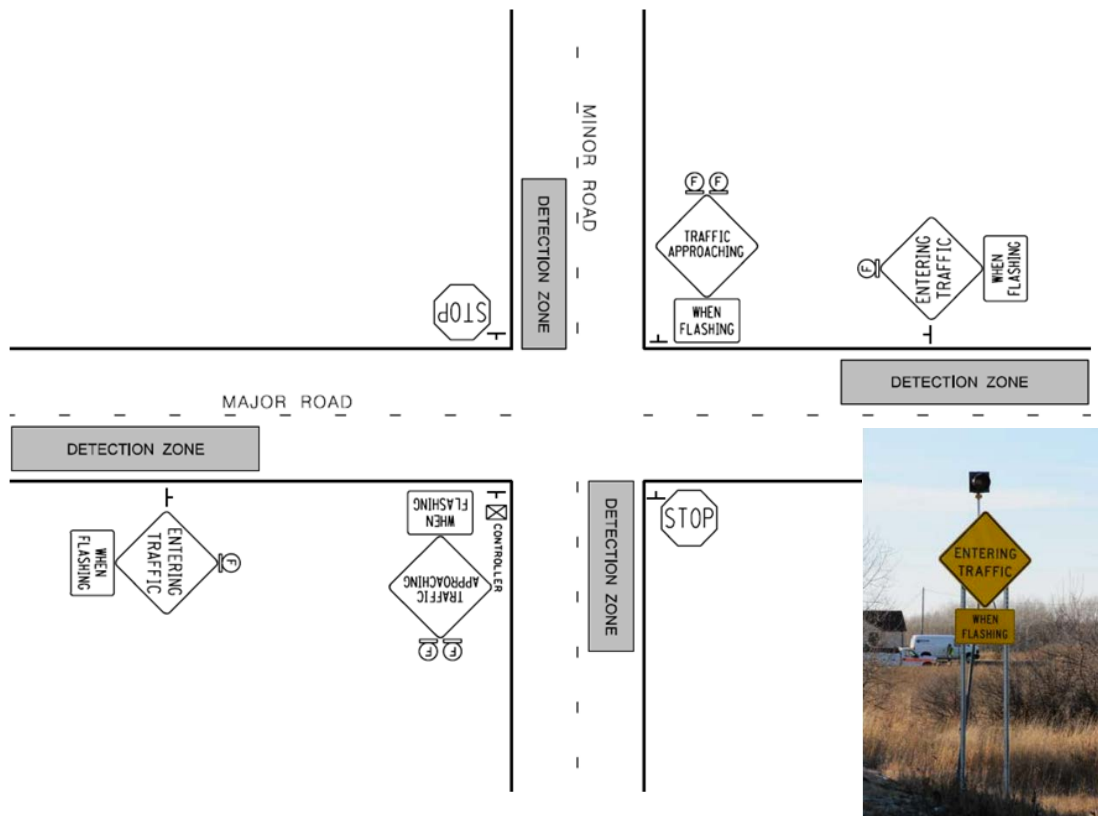 MINOR ROAD
DETECTION ZONE
F F
TRAFFIC
APPROACHING
WHEN
FLASHING
F
ENTERING
TRAFFIC
WHEN
FLASHING
STOP
DETECTION ZONE
MAJOR ROAD
DETECTION ZONE
WHEN
FLASHING
ENTERING
TRAFFIC
F
WHEN
FLASHING
TRAFFIC
APPROACHING
F F
CONTROLLER
DETECTION ZONE
STOP
ENTERING
TRAFFIC
WHEN
FLASHING